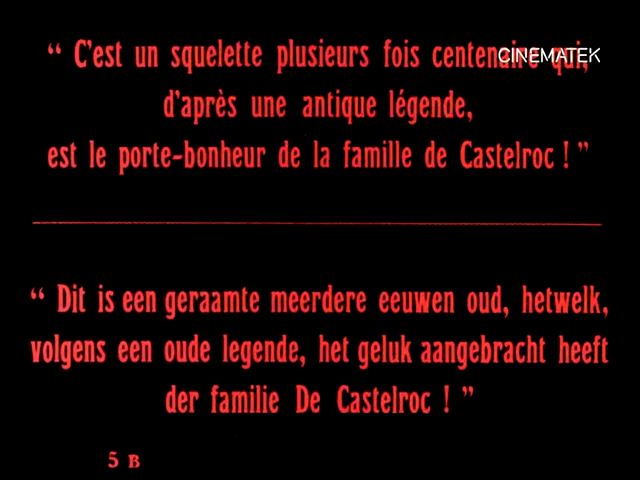 “ C'est un squelette plusieurs fois centenaire qui,
CINEMATEK
d'après une antique légende,
est le porte-bonheur de la famille de Castelroc ! ”
“ Dit is een geraamte meerdere eeuwen oud, hetwelk,
volgens een oude legende, het geluk aangebracht heeft
der familie De Castelroc ! ”
5 B